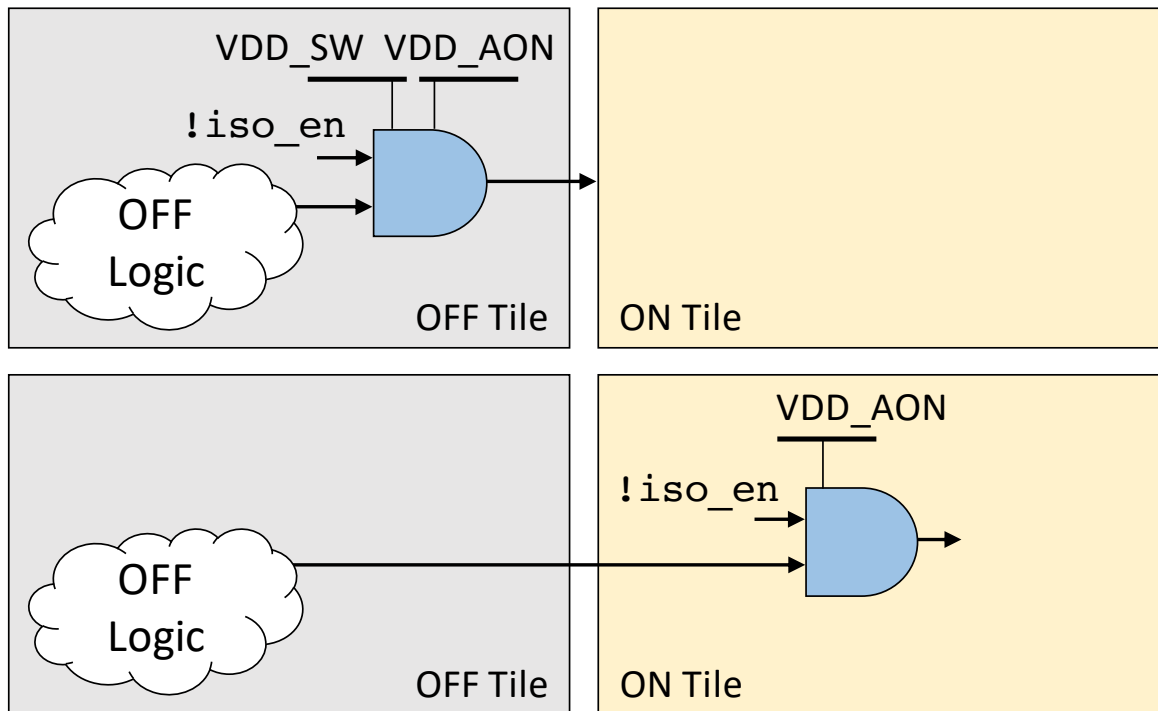 VDD_SW VDD_AON
!iso_en
OFF
Logic
OFF Tile
ON Tile
VDD_AON
!iso_en
OFF
Logic
OFF Tile
ON Tile